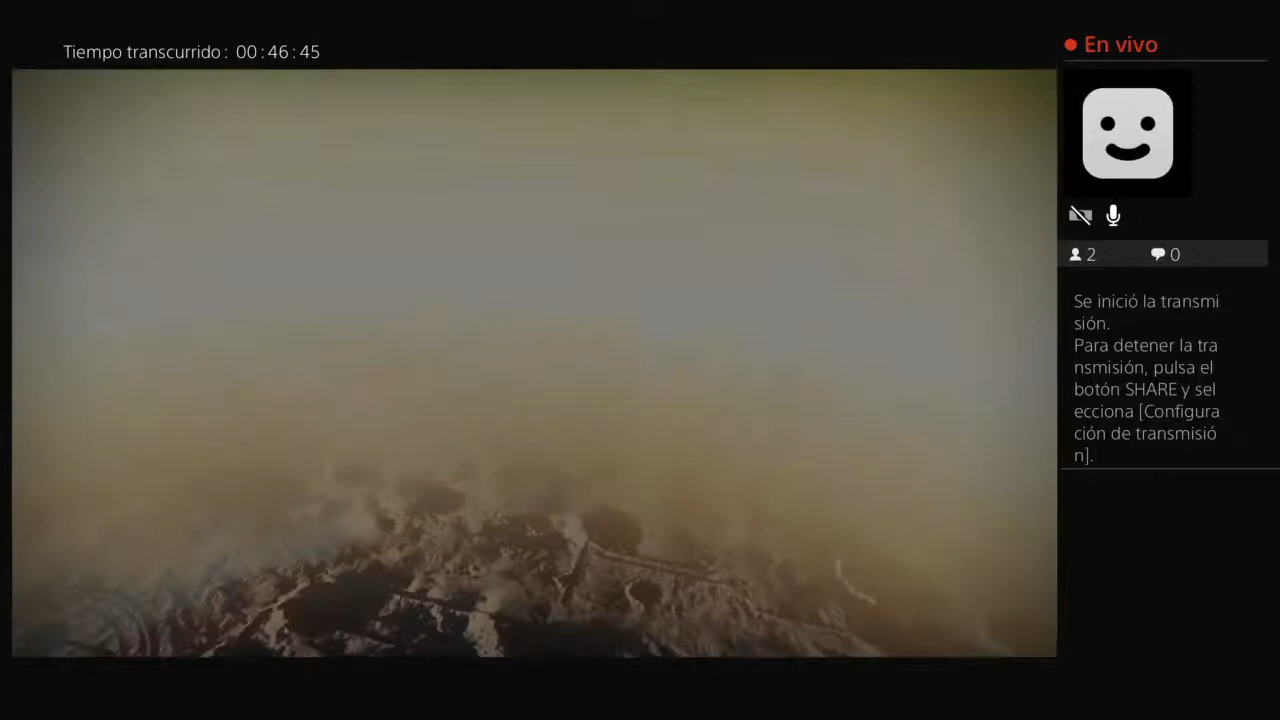 Tiempo transcurrido: 00:46:45
En vivo
2
0
Se inició la transmi
sión.
Para detener la tra
nsmisión, pulsa el
botón SHARE y sel
ecciona [Configura
ción de transmisió
n].